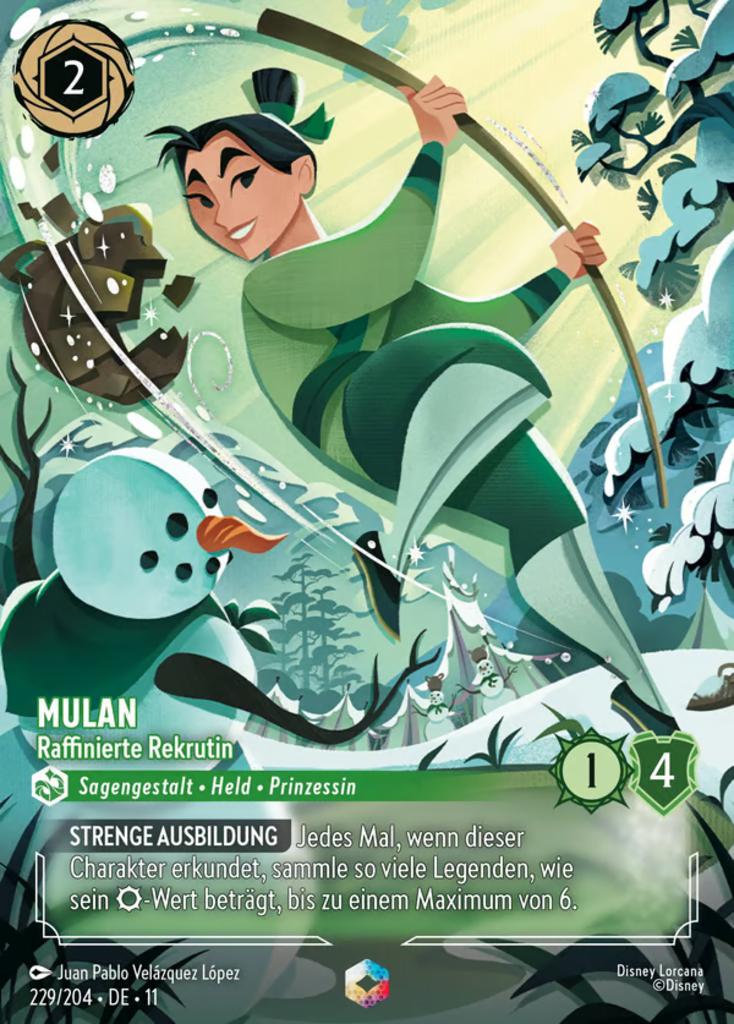 2
MULAN
Raffinierte Rekrutin
Sagengestalt • Held • Prinzessin
1
4
STRENGE AUSBILDUNG Jedes Mal, wenn dieser
Charakter erkundet, sammle so viele Legenden, wie
sein -Wert beträgt, bis zu einem Maximum von 6.
Juan Pablo Velázquez López
229/204 • DE • 11
Disney Lorcana
©Disney